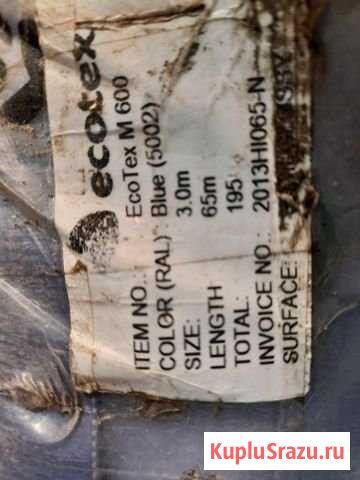 ecotex
ITEM NO.: EcoTex M 600
COLOR (RAL): Blue (5002)
SIZE: 3.0m
LENGTH 65m
TOTAL: 195
INVOICE NO.: 2013HI065-N
SURFACE:
KupluSrazu.ru